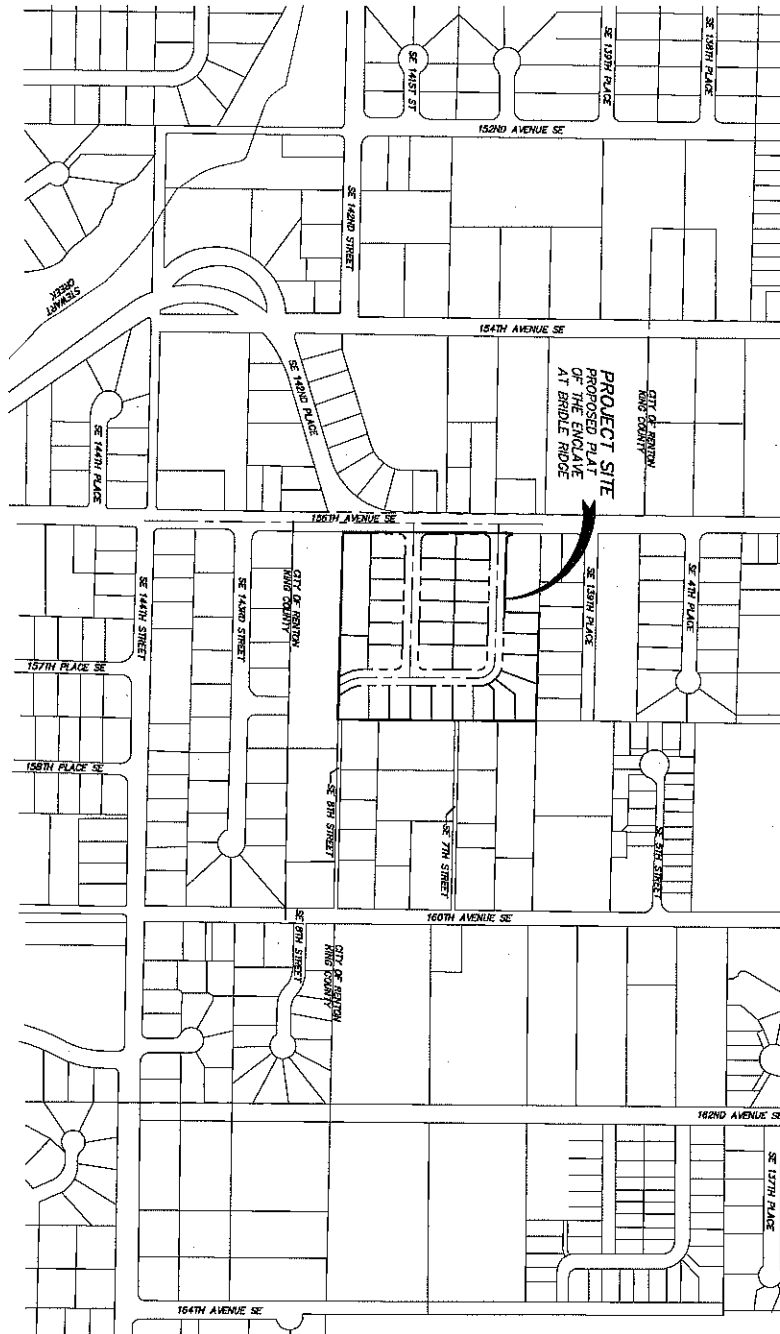 SE 141ST ST
SE 139TH PLACE
SE 138TH PLACE
152ND AVENUE SE
SE 142ND STREET
STEWART
CREEK
154TH AVENUE SE
SE 142ND PLACE
PROJECT SITE
PROPOSED PLAT
OF THE ENCLAVE
AT BRIDLE RIDGE
CITY OF RENTON
KING COUNTY
SE 144TH PLACE
156TH AVENUE SE
SE 144TH STREET
SE 143RD STREET
CITY OF RENTON
KING COUNTY
SE 139TH PLACE
SE 4TH PLACE
157TH PLACE SE
158TH PLACE SE
SE 8TH STREET
SE 7TH STREET
SE 5TH STREET
160TH AVENUE SE
SE 8TH STREET
CITY OF RENTON
KING COUNTY
162ND AVENUE SE
SE 137TH PLACE
164TH AVENUE SE